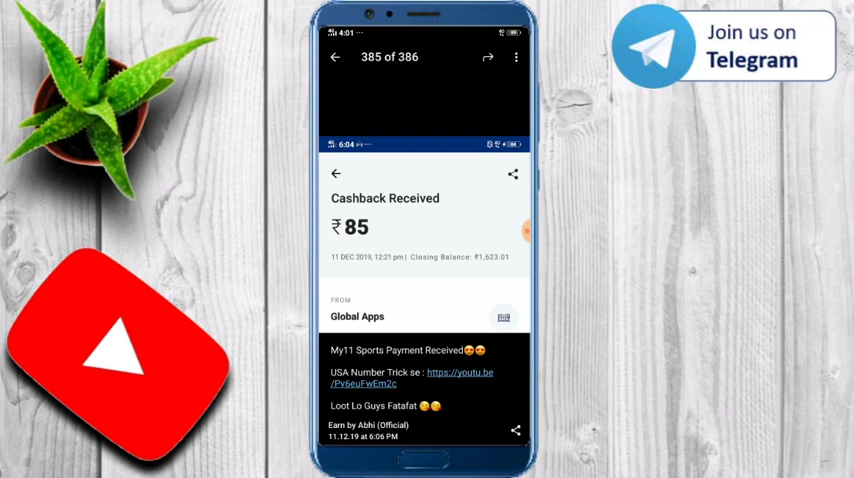 4:01
385 of 386
6:04
Cashback Received
₹85
11 DEC 2019, 12:21 pm | Closing Balance: ₹1,623.01
FROM
Global Apps
My11 Sports Payment Received😍😍
USA Number Trick se : https://youtu.be
/Pv6euFwEm2c
Loot Lo Guys Fatafat 😘😘
Earn by Abhi (Official)
11.12.19 at 6:06 PM
Join us on
Telegram